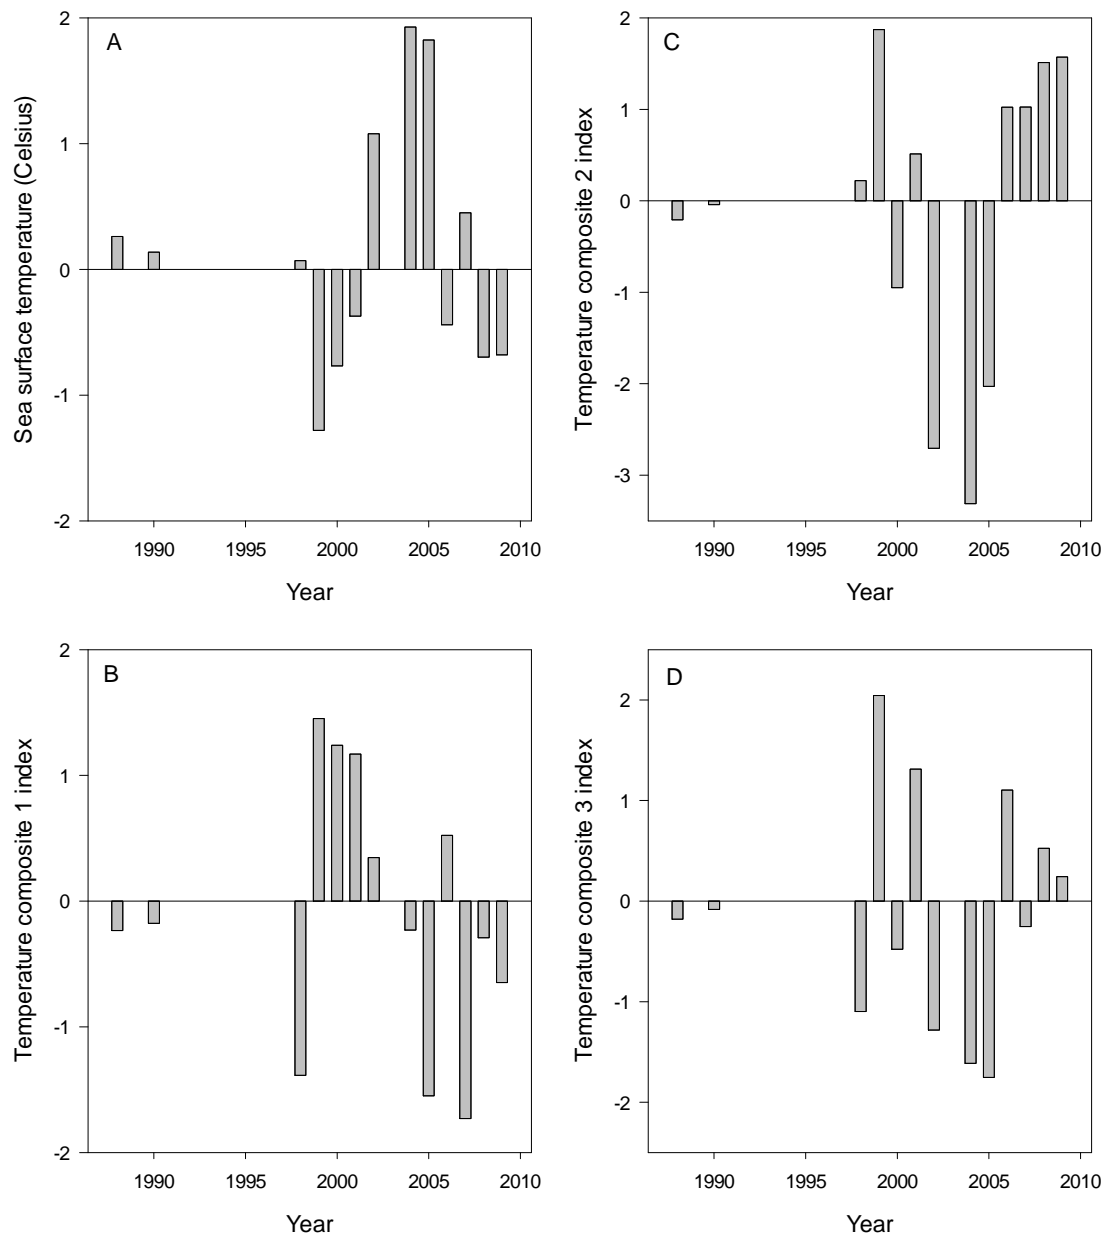 A
Sea surface temperature (Celsius)
2
1
0
-1
-2
1990 1995 2000 2005 2010
Year
C
Temperature composite 2 index
2
1
0
-1
-2
-3
1990 1995 2000 2005 2010
Year
B
Temperature composite 1 index
2
1
0
-1
-2
1990 1995 2000 2005 2010
Year
D
Temperature composite 3 index
2
1
0
-1
-2
1990 1995 2000 2005 2010
Year